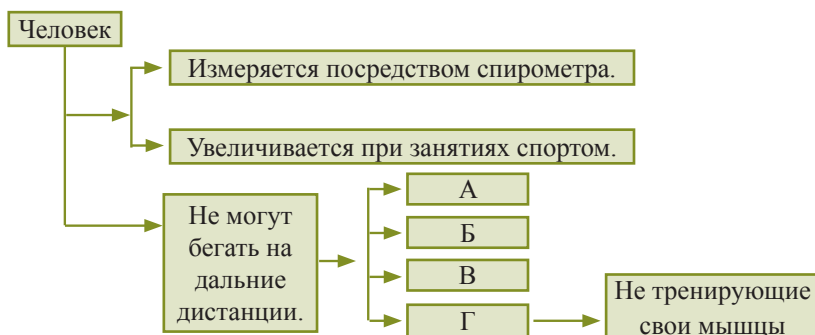 Человек
Измеряется посредством спирометра.
Увеличивается при занятиях спортом.
Не могут
бегать на
дальние
дистанции.
А
Б
В
Г
Не тренирующие
свои мышцы